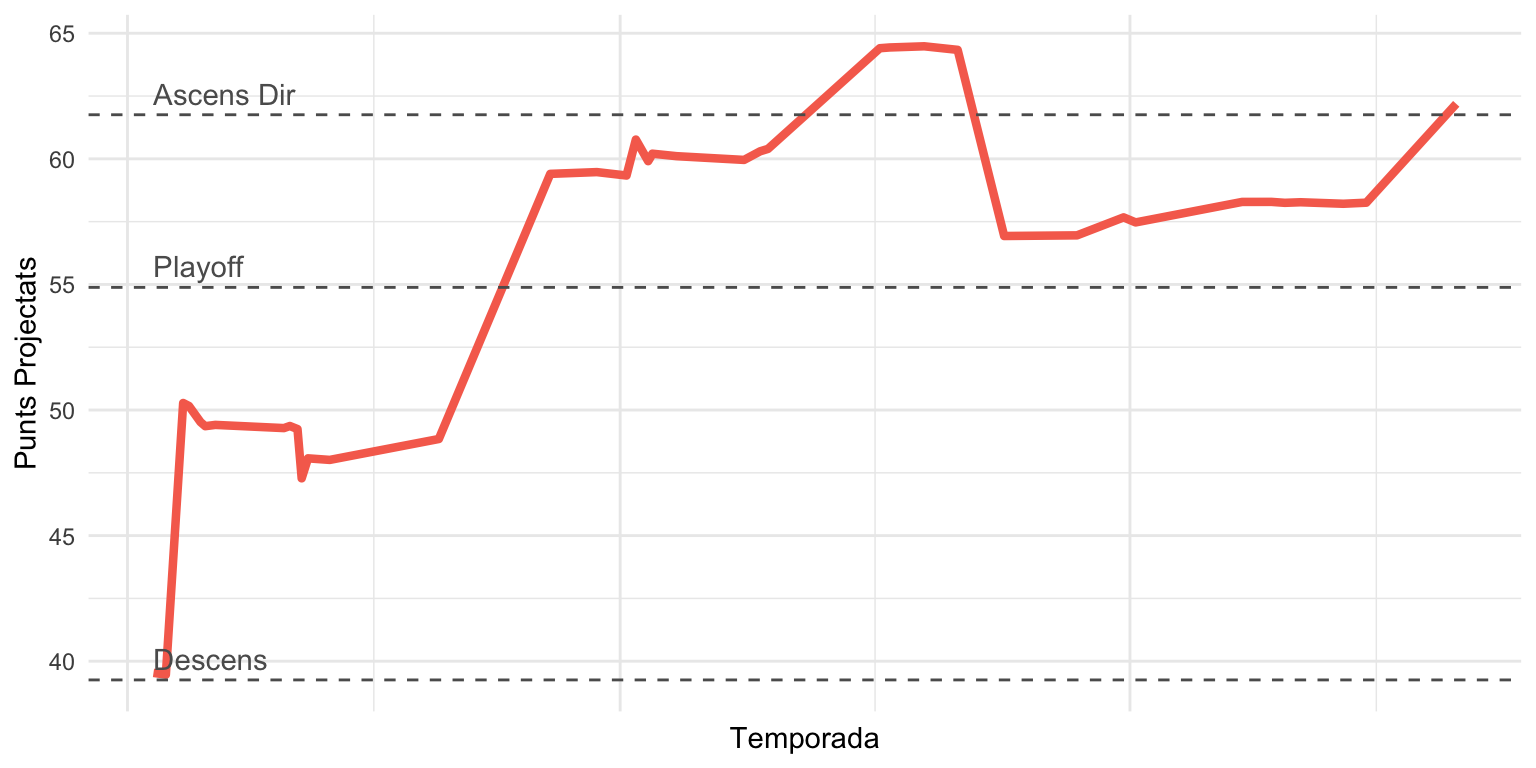 65
Ascens Dir
60
Playoff
55
50
45
Descens
40
Punts Projectats
Temporada